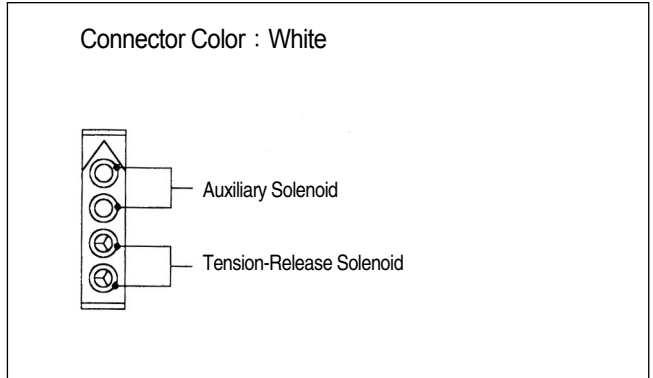 Connector Color : White
Auxiliary Solenoid
Tension-Release Solenoid